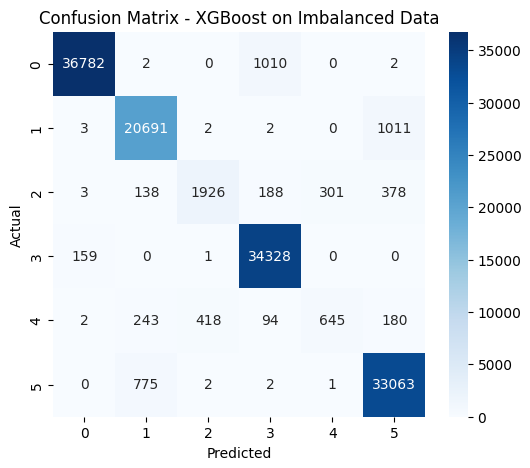 Confusion Matrix - XGBoost on Imbalanced Data
0 36782 2 0 1010 0 2
1 3 20691 2 2 0 1011
2 3 138 1926 188 301 378
3 159 0 1 34328 0 0
4 2 243 418 94 645 180
5 0 775 2 2 1 33063
0 1 2 3 4 5
Predicted
Actual
35000
30000
25000
20000
15000
10000
5000
0